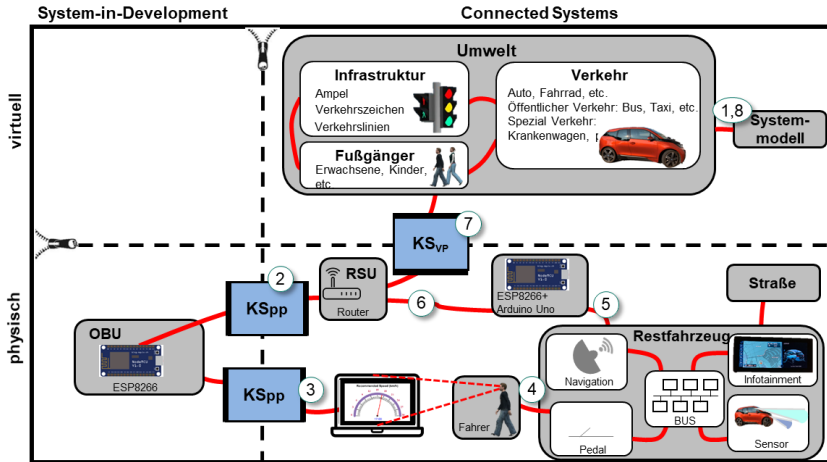 System-in-Development
Connected Systems
virtuell
physisch
Umwelt
Infrastruktur
Ampel
Verkehrszeichen
Verkehrslinien
Fußgänger
Erwachsene, Kinder,
etc.
Verkehr
Auto, Fahrrad, etc.
Öffentlicher Verkehr: Bus, Taxi, etc.
Spezial Verkehr:
Krankenwagen,
1,8
System-
modell
7
KSVP
2
KSpp
RSU
Router
6
ESP8266+
Arduino Uno
5
Straße
OBU
ESP8266
KSpp
3
Fahrer
4
Restfahrzeug
Navigation
Infotainment
BUS
Pedal
Sensor